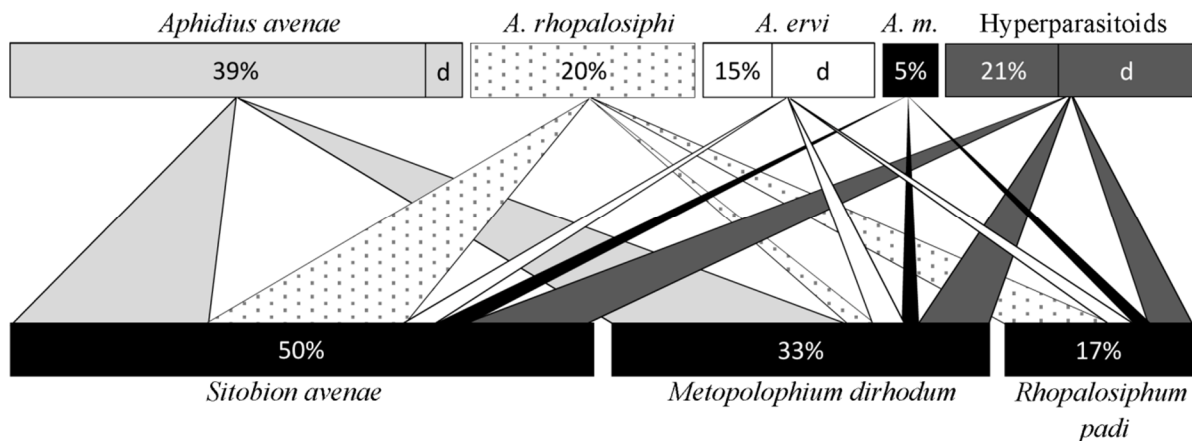 Aphidius avenae A. rhopalosiphi A. ervi A. m. Hyperparasitoids
39% d 20% 15% d 5% 21% d
50% 33% 17%
Sitobion avenae Metopolophium dirhodum Rhopalosiphum
padi